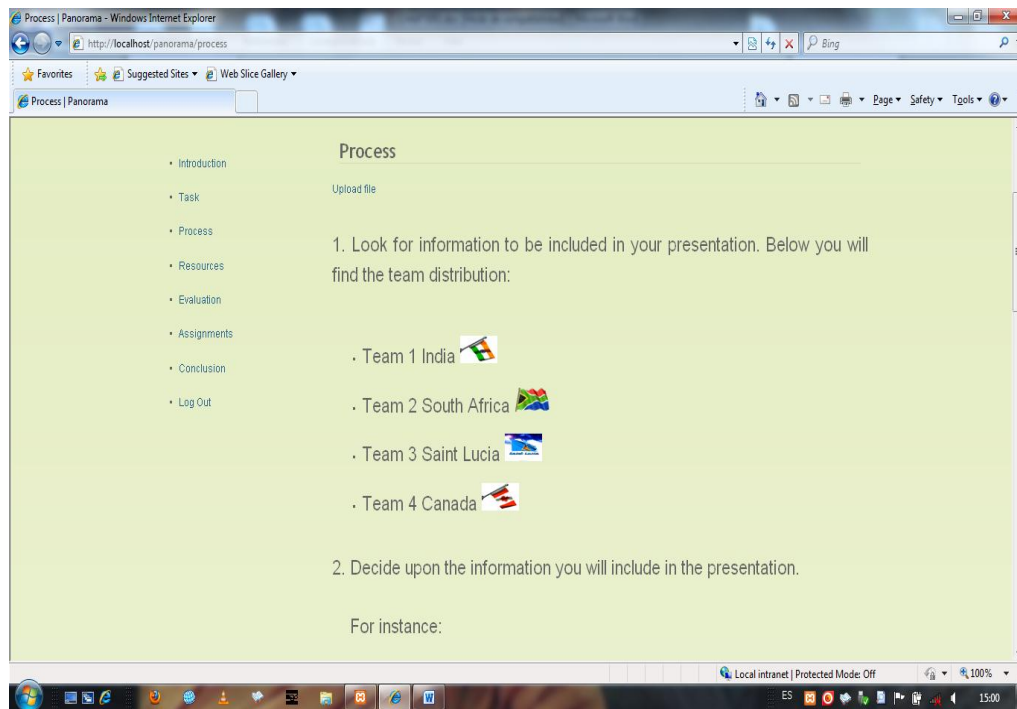 Process | Panorama - Windows Internet Explorer
http://localhost/panorama/process
Bing
Favorites Suggested Sites Web Slice Gallery
Process | Panorama
Page Safety Tools
Process
• Introduction
Upload file
• Task
• Process
1. Look for information to be included in your presentation. Below you will
find the team distribution:
• Resources
• Evaluation
• Assignments
• Conclusion
• Log Out
• Team 1 India
• Team 2 South Africa
• Team 3 Saint Lucia
• Team 4 Canada
2. Decide upon the information you will include in the presentation.
For instance:
Local intranet | Protected Mode: Off
100%
ES
15:00